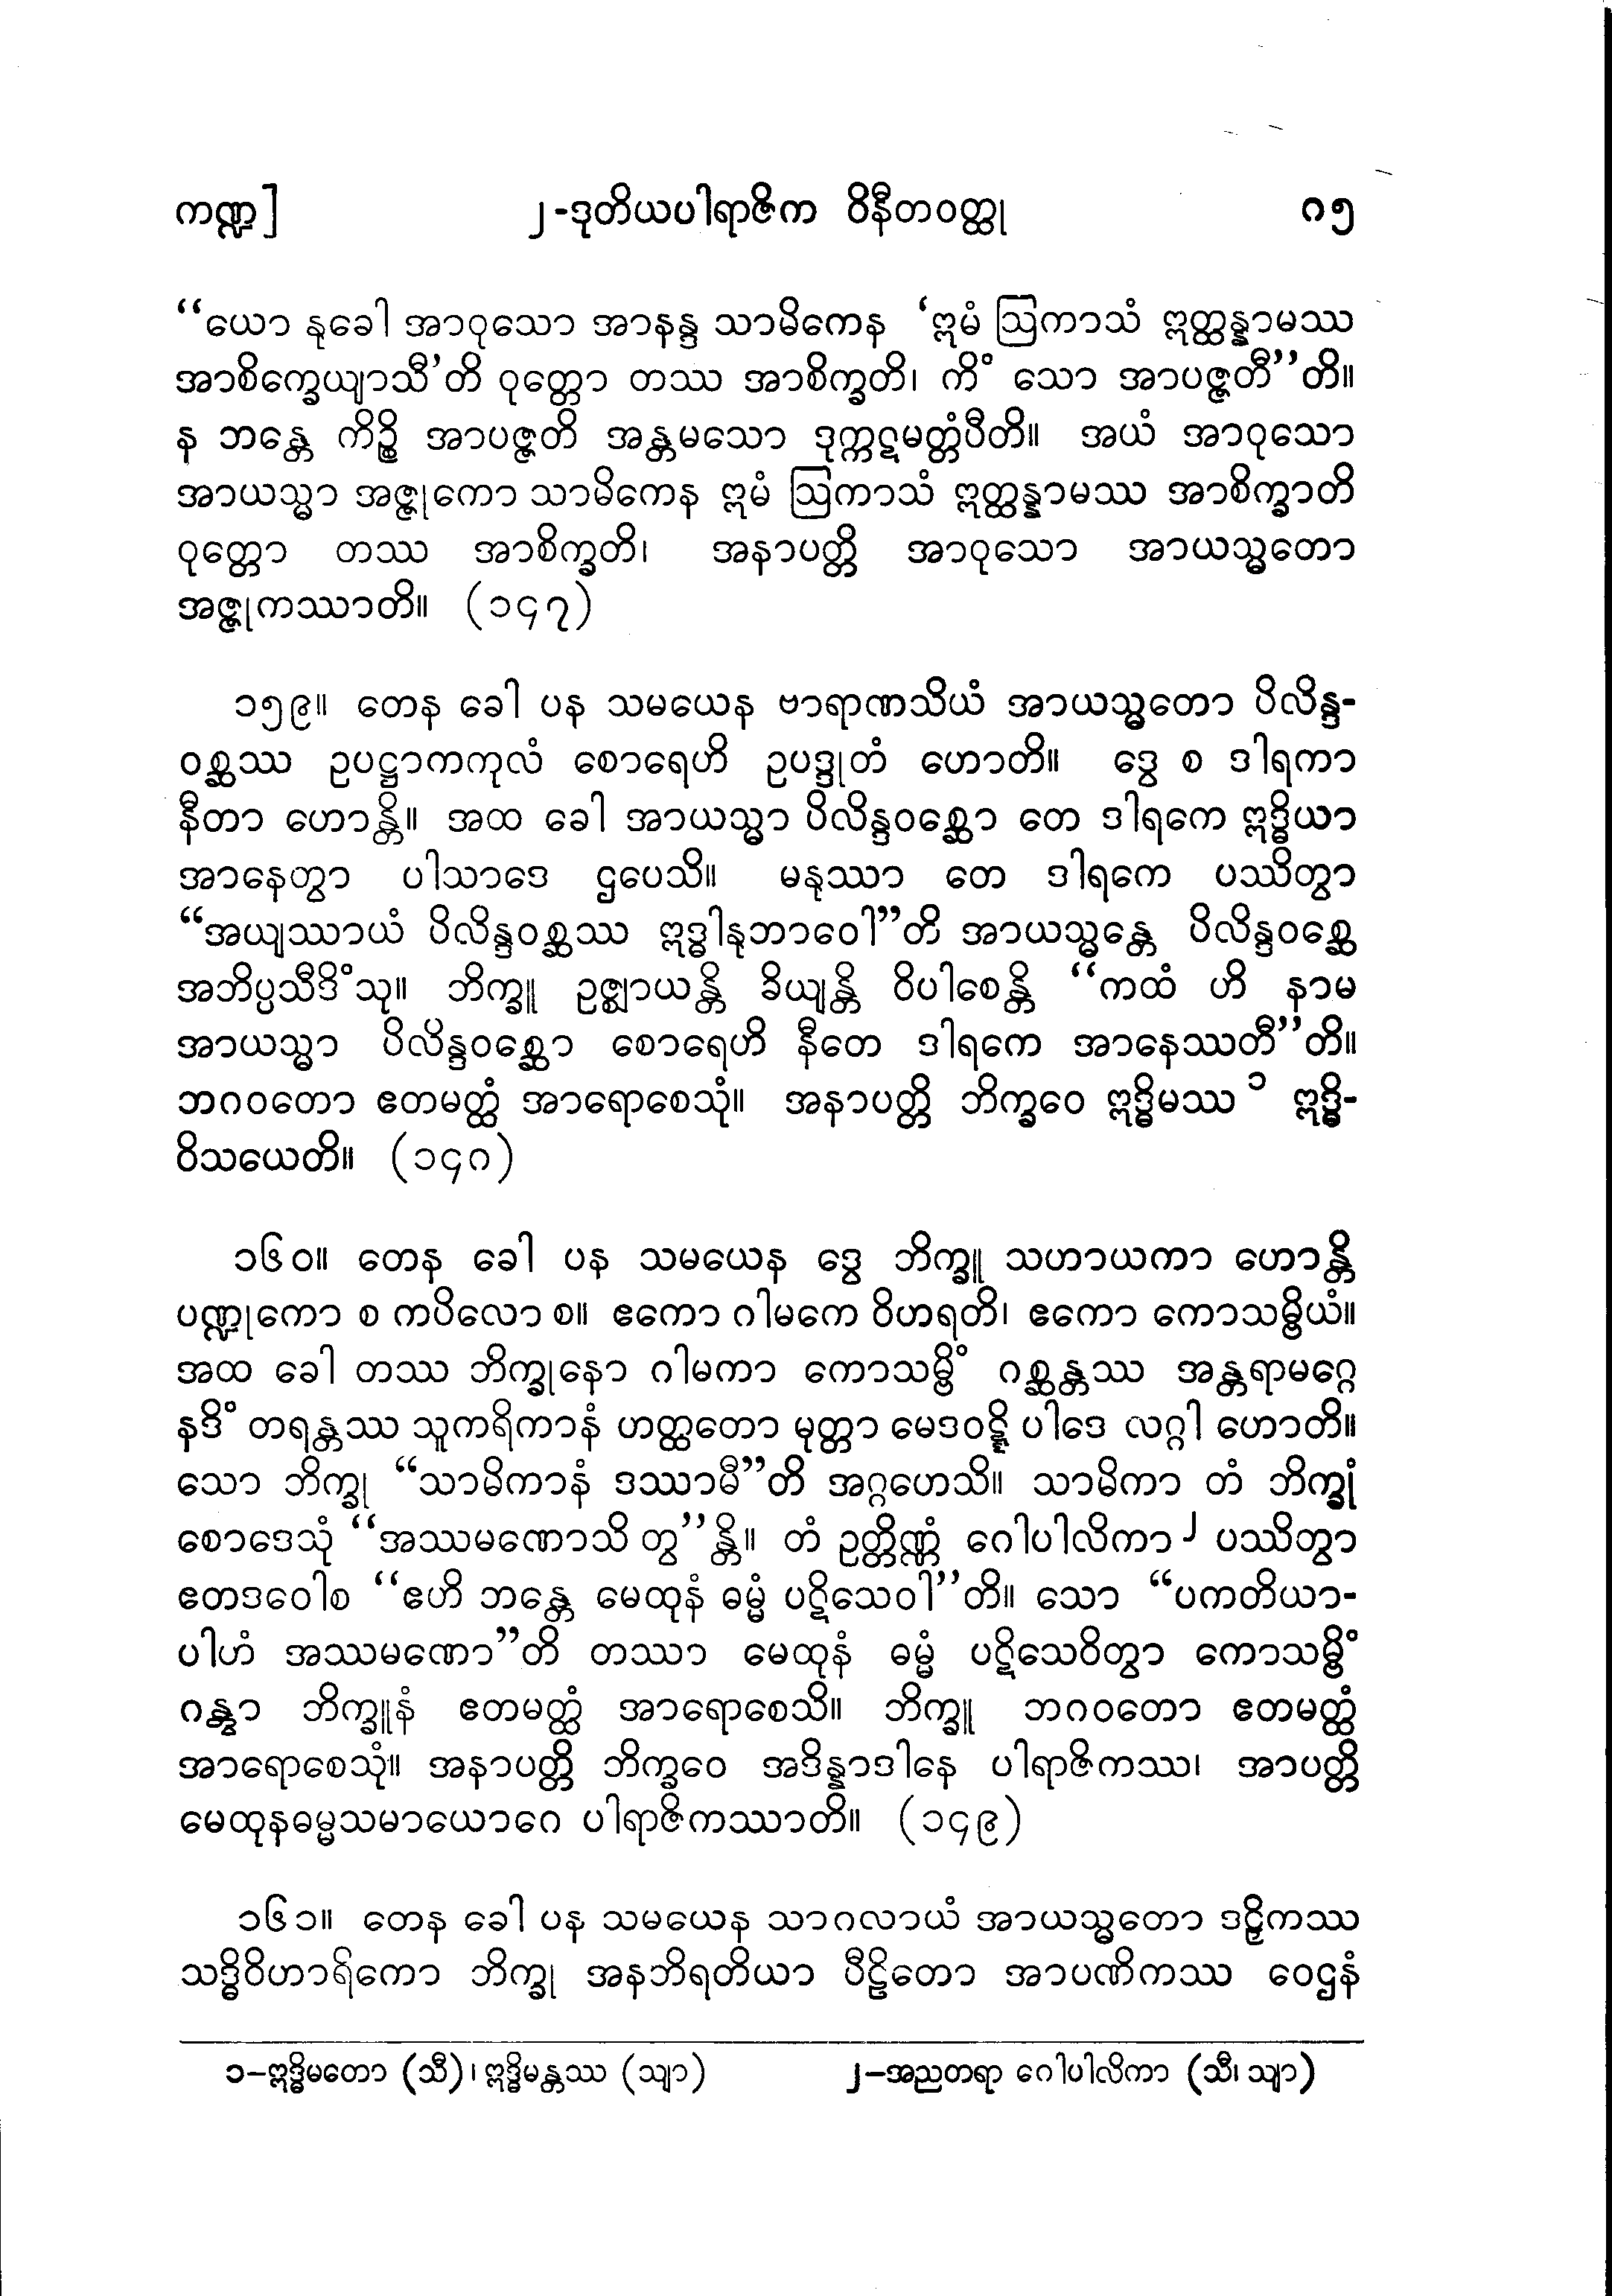 ကဏ္ဍ] ၂-ဒုတိယပါရာဇိက ဝိနီတဝတ္ထု ၈၅
“ယော နုခေါ အာဝုသော အာနန္ဒ သာမိကေန ‘ဣမံ ဩကာသံ ဣတ္ထန္နာမဿ
အာစိက္ခေယျာသီ’တိ ဝုတ္တော တဿ အာစိက္ခတိ၊ ကိံ သော အာပဇ္ဇတီ”တိ။
န ဘန္တေ ကိဉ္စိ အာပဇ္ဇတိ အန္တမသော ဒုက္ကဋမတ္တံပီတိ။ အယံ အာဝုသော
အာယသ္မာ အဇ္ဇုကော သာမိကေန ဣမံ ဩကာသံ ဣတ္ထန္နာမဿ အာစိက္ခာတိ
ဝုတ္တော တဿ အာစိက္ခတိ၊ အနာပတ္တိ အာဝုသော အာယသ္မတော
အဇ္ဇုကဿာတိ။ (၁၄၇)
၁၅၉။ တေန ခေါ ပန သမယေန ဗာရာဏသိယံ အာယသ္မတော ပိလိန္ဒ-
ဝစ္ဆဿ ဥပဋ္ဌာကကုလံ စောရေဟိ ဥပဒ္ဒုတံ ဟောတိ။ ဒွေ စ ဒါရကာ
နီတာ ဟောန္တိ။ အထ ခေါ အာယသ္မာ ပိလိန္ဒဝစ္ဆော တေ ဒါရကေ ဣဒ္ဓိယာ
အာနေတွာ ပါသာဒေ ဌပေသိ။ မနုဿာ တေ ဒါရကေ ပဿိတွာ
“အယျဿာယံ ပိလိန္ဒဝစ္ဆဿ ဣဒ္ဓါနုဘာဝေါ”တိ အာယသ္မန္တေ ပိလိန္ဒဝစ္ဆေ
အဘိပ္ပသီဒိံသု။ ဘိက္ခူ ဥဇ္ဈာယန္တိ ခိယျန္တိ ဝိပါစေန္တိ “ကထံ ဟိ နာမ
အာယသ္မာ ပိလိန္ဒဝစ္ဆော စောရေဟိ နီတေ ဒါရကေ အာနေဿတီ”တိ။
ဘဂဝတော ဧတမတ္ထံ အာရောစေသုံ။ အနာပတ္တိ ဘိက္ခဝေ ဣဒ္ဓိမဿ ၁ ဣဒ္ဓိ-
ဝိသယေတိ။ (၁၄၈)
၁၆၀။ တေန ခေါ ပန သမယေန ဒွေ ဘိက္ခူ သဟာယကာ ဟောန္တိ
ပဏ္ဍုကော စ ကပိလော စ။ ဧကော ဂါမကေ ဝိဟရတိ၊ ဧကော ကောသမ္ဗိယံ။
အထ ခေါ တဿ ဘိက္ခုနော ဂါမကာ ကောသမ္ဗိံ ဂစ္ဆန္တဿ အန္တရာမဂ္ဂေ
နဒိံ တရန္တဿ သူကရိကာနံ ဟတ္ထတော မုတ္တာ မေဒဝဋ္ဋိ ပါဒေ လဂ္ဂါ ဟောတိ။
သော ဘိက္ခု “သာမိကာနံ ဒဿာမီ”တိ အဂ္ဂဟေသိ။ သာမိကာ တံ ဘိက္ခုံ
စောဒေသုံ “အဿမဏောသိ တွ”န္တိ။ တံ ဥတ္တိဏ္ဏံ ဂေါပါလိကာ ၂ ပဿိတွာ
ဧတဒဝေါစ “ဧဟိ ဘန္တေ မေထုနံ ဓမ္မံ ပဋိသေဝါ”တိ။ သော “ပကတိယာ-
ပါဟံ အဿမဏော”တိ တဿာ မေထုနံ ဓမ္မံ ပဋိသေဝိတွာ ကောသမ္ဗိံ
ဂန္တွာ ဘိက္ခူနံ ဧတမတ္ထံ အာရောစေသိ။ ဘိက္ခူ ဘဂဝတော ဧတမတ္ထံ
အာရောစေသုံ။ အနာပတ္တိ ဘိက္ခဝေ အဒိန္နာဒါနေ ပါရာဇိကဿ၊ အာပတ္တိ
မေထုနဓမ္မသမာယောဂေ ပါရာဇိကဿာတိ။ (၁၄၉)
၁၆၁။ တေန ခေါ ပန သမယေန သာဂလာယံ အာယသ္မတော ဒဠှိကဿ
သဒ္ဓိဝိဟာရိကော ဘိက္ခု အနဘိရတိယာ ပီဠိတော အာပဏိကဿ ဝေဌနံ
၁–ဣဒ္ဓိမတော (သီ)၊ ဣဒ္ဓိမန္တဿ (သျာ) ၂–အညတရာ ဂေါပါလိကာ (သီ၊ သျာ)